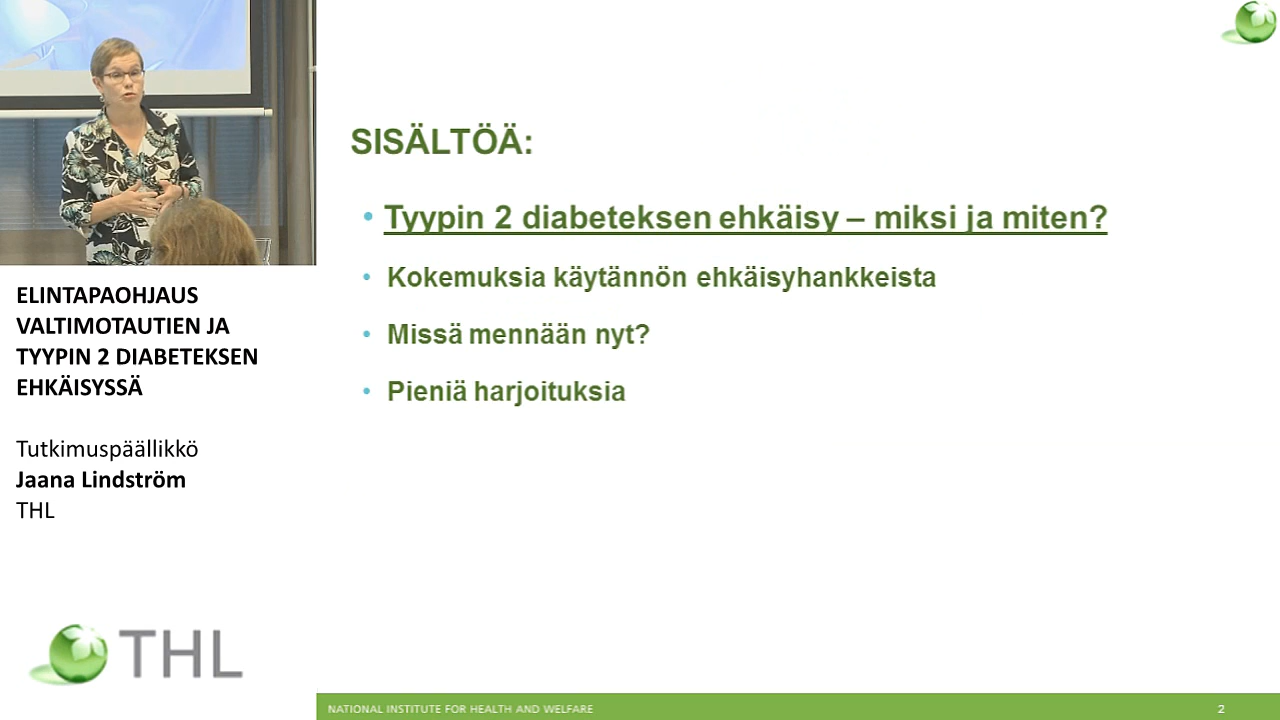 ELINTAPAOHJAUS
VALTIMOTAUTIEN JA
TYYPIN 2 DIABETEKSEN
EHKÄISYSSÄ
Tutkimuspäällikkö
Jaana Lindström
THL
THL
SISÄLTÖÄ:
• Tyypin 2 diabeteksen ehkäisy – miksi ja miten?
• Kokemuksia käytännön ehkäisyhankkeista
• Missä mennään nyt?
• Pieniä harjoituksia
NATIONAL INSTITUTE FOR HEALTH AND WELFARE
2